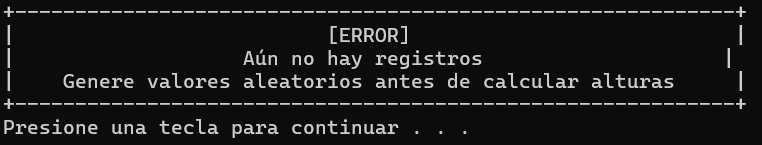 +------------------------------------------------------------+
|                          [ERROR]                           |
|                   Aún no hay registros                    |
|    Genere valores aleatorios antes de calcular alturas     |
+------------------------------------------------------------+
Presione una tecla para continuar . . .